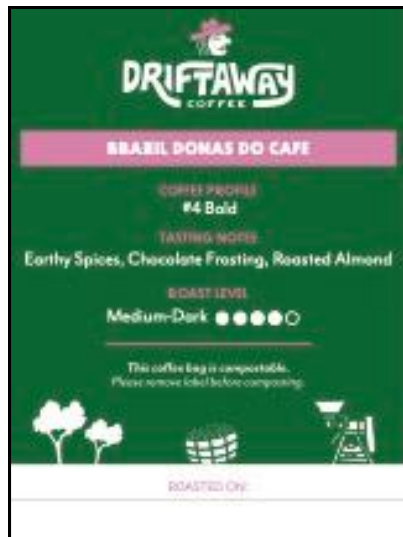 DRIFTAWAY
COFFEE
BRAZIL DONAS DO CAFE
COFFEE PROFILE
#4 Bold
TASTING NOTES
Earthy Spices, Chocolate Frosting, Roasted Almond
ROAST LEVEL
Medium-Dark
This coffee bag is compostable.
Please remove label before composting.
ROASTED ON: